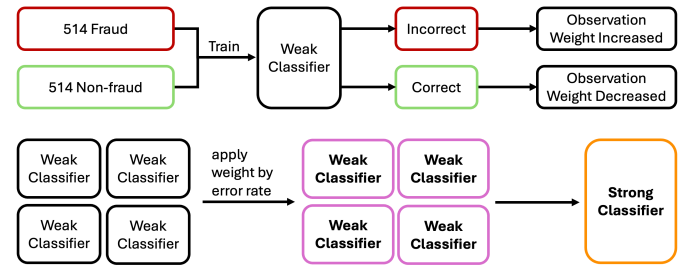 514 Fraud
Train
Weak
Classifier
Incorrect
Observation
Weight Increased
514 Non-fraud
Correct
Observation
Weight Decreased
Weak
Classifier
Weak
Classifier
Weak
Classifier
Weak
Classifier
apply
weight by
error rate
Weak
Classifier
Weak
Classifier
Weak
Classifier
Weak
Classifier
Strong
Classifier